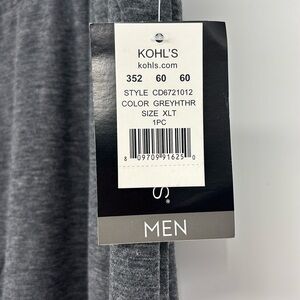 KOHL'S
kohls.com
352 60 60
STYLE CD6721012
COLOR GREYHTHR
SIZE XLT
1PC
8 09709 91625 0
S®
MEN